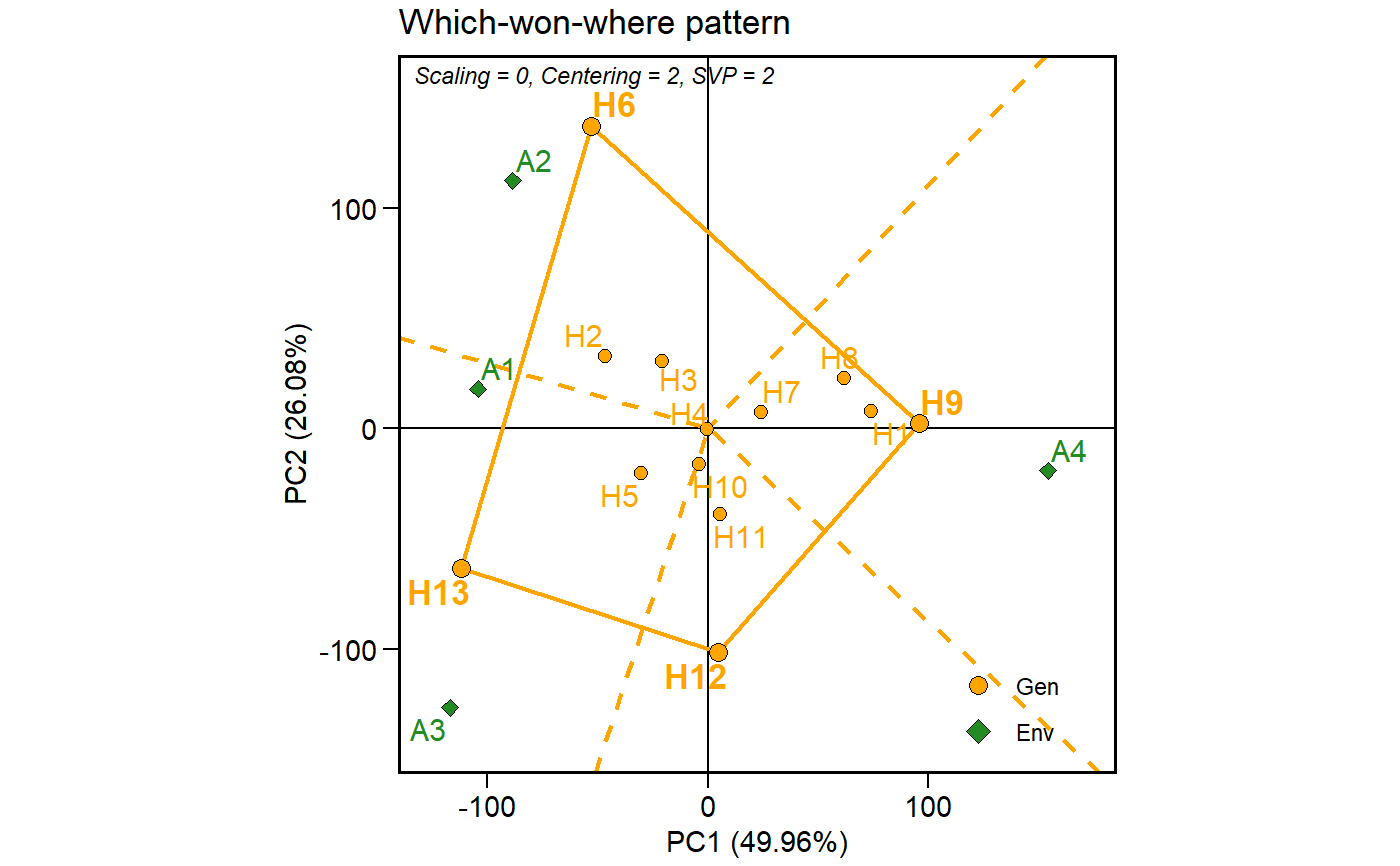 Which-won-where pattern
Scaling = 0, Centering = 2, SVP = 2
H6
A2
100
H2
A1
H3
H8
H7
H9
H4
0
H1
A4
PC2 (26.08%)
H5
H10
H11
H13
-100
H12
Gen
A3
Env
-100
0
100
PC1 (49.96%)